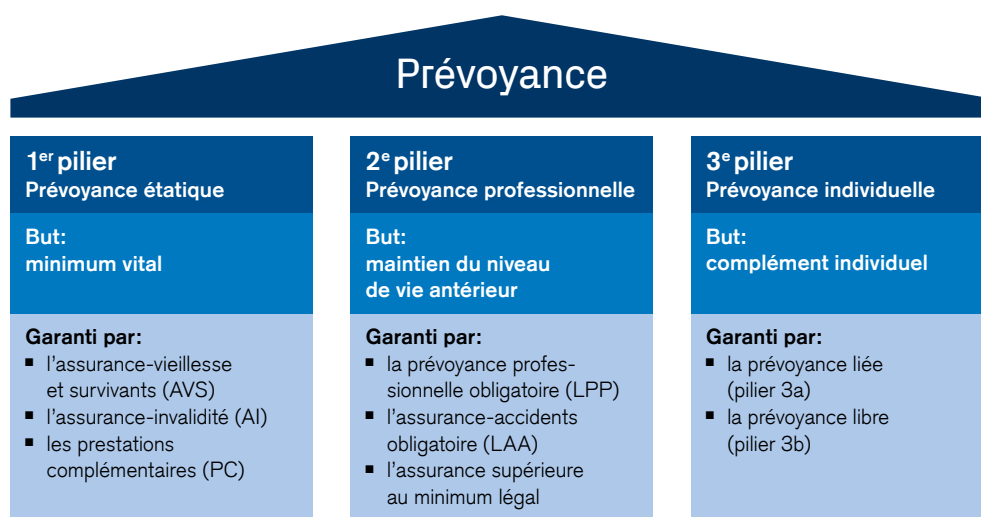 Prévoyance
1er pilier
Prévoyance étatique
But:
minimum vital
Garanti par:
▪ l'assurance-vieillesse
et survivants (AVS)
▪ l'assurance-invalidité (AI)
▪ les prestations
complémentaires (PC)
2e pilier
Prévoyance professionnelle
But:
maintien du niveau
de vie antérieur
Garanti par:
▪ la prévoyance profes-
sionnelle obligatoire (LPP)
▪ l'assurance-accidents
obligatoire (LAA)
▪ l'assurance supérieure
au minimum légal
3e pilier
Prévoyance individuelle
But:
complément individuel
Garanti par:
▪ la prévoyance liée
(pilier 3a)
▪ la prévoyance libre
(pilier 3b)